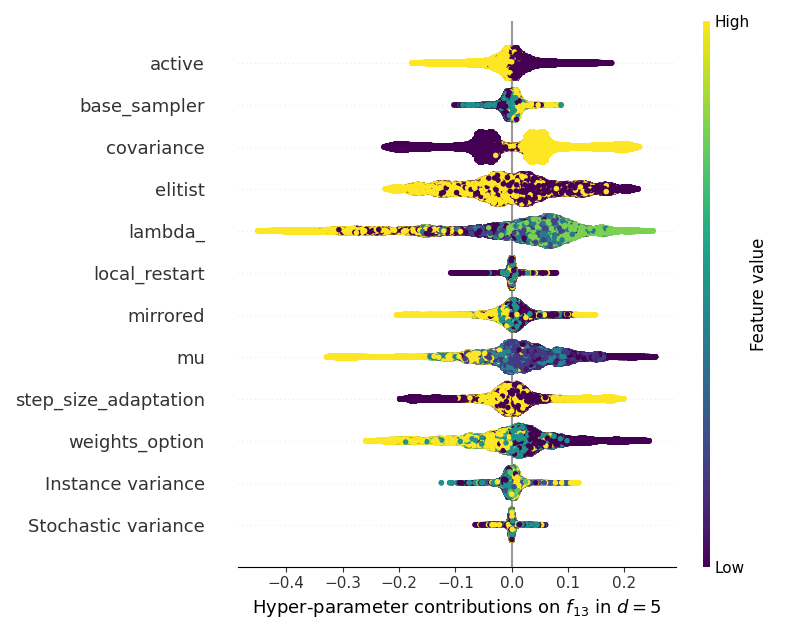 High
active
base_sampler
covariance
elitist
lambda_
local_restart
mirrored
mu
step_size_adaptation
weights_option
Instance variance
Stochastic variance
Feature value
Low
−0.4 −0.3 −0.2 −0.1 0.0 0.1 0.2
Hyper-parameter contributions on f₁₃ in d = 5